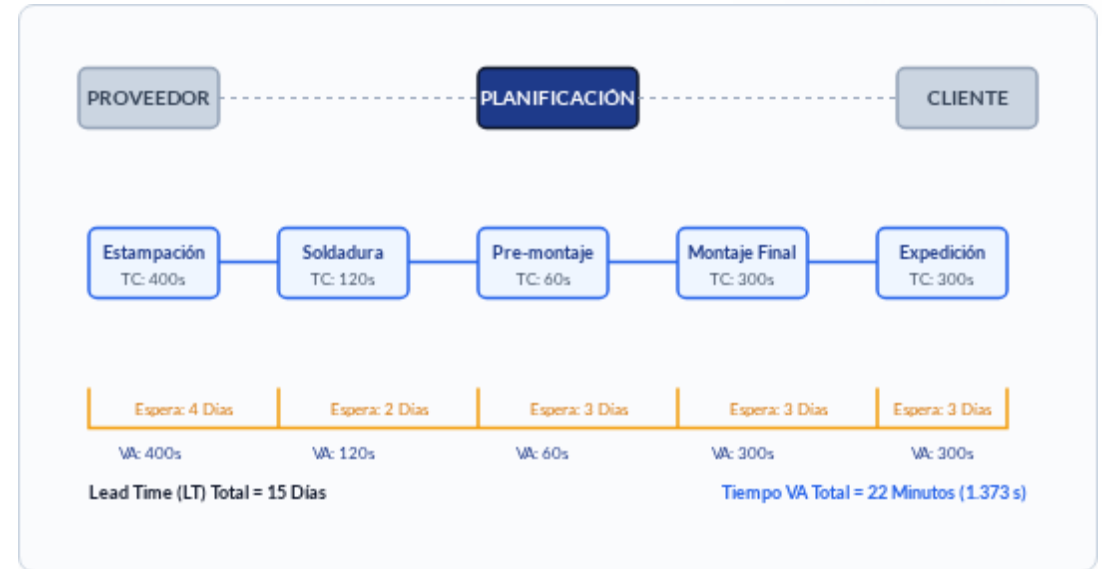 PROVEEDOR PLANIFICACIÓN CLIENTE
Estampación Soldadura Pre-montaje Montaje Final Expedición
TC: 400s TC: 120s TC: 60s TC: 300s TC: 300s
Espera: 4 Días Espera: 2 Días Espera: 3 Días Espera: 3 Días Espera: 3 Días
VA: 400s VA: 120s VA: 60s VA: 300s VA: 300s
Lead Time (LT) Total = 15 Días Tiempo VA Total = 22 Minutos (1.373 s)